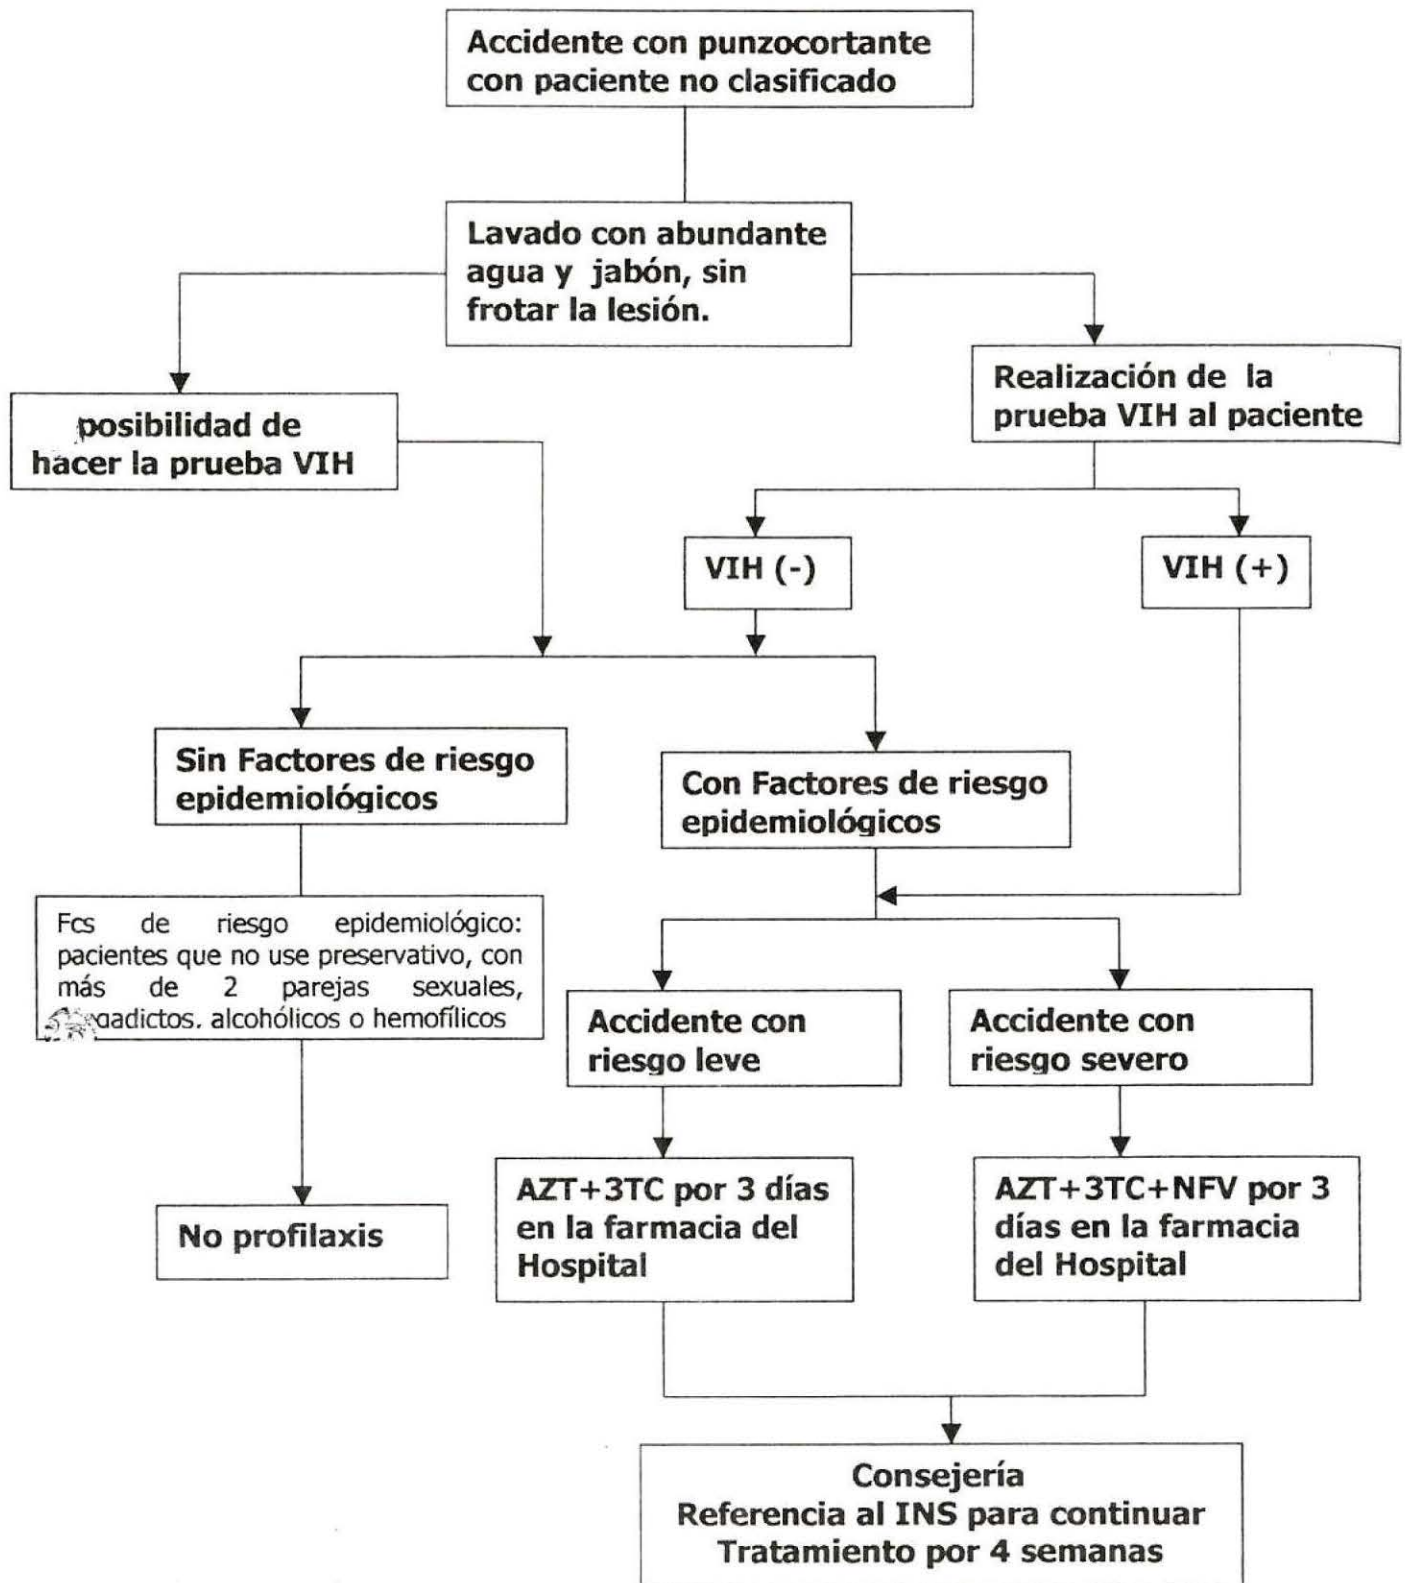 Accidente con punzocortante
con paciente no clasificado
Lavado con abundante
agua y jabón, sin
frotar la lesión.
posibilidad de
hacer la prueba VIH
Realización de la
prueba VIH al paciente
VIH (-)
VIH (+)
Sin Factores de riesgo
epidemiológicos
Con Factores de riesgo
epidemiológicos
Fcs de riesgo epidemiológico:
pacientes que no use preservativo, con
más de 2 parejas sexuales,
alcohólicos o hemofílicos
Accidente con
riesgo leve
Accidente con
riesgo severo
No profilaxis
AZT+3TC por 3 días
en la farmacia del
Hospital
AZT+3TC+NFV por 3
días en la farmacia
del Hospital
Consejería
Referencia al INS para continuar
Tratamiento por 4 semanas